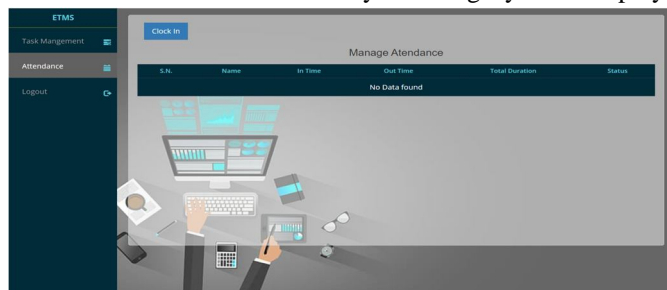 ETMS
Task Mangement
Attendance
Logout
Clock In
Manage Atendance
S.N. Name In Time Out Time Total Duration Status
No Data found